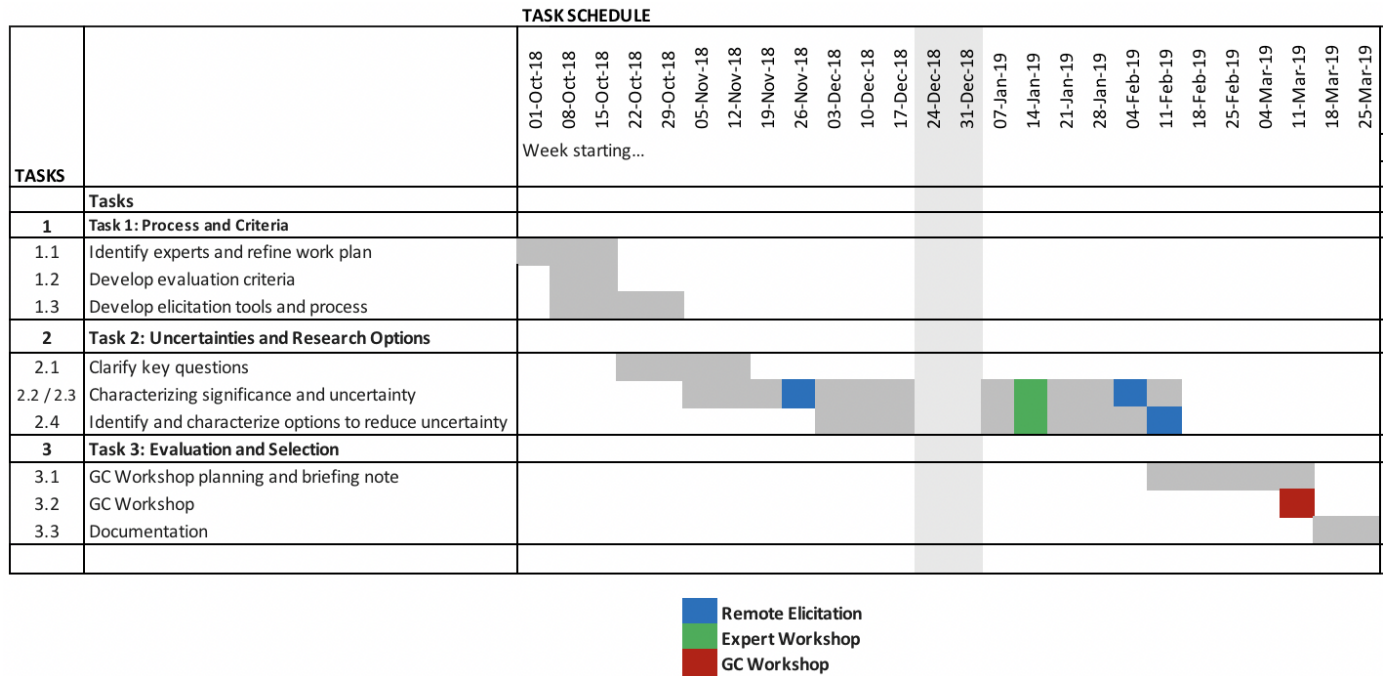 TASK SCHEDULE
01-Oct-18 08-Oct-18 15-Oct-18 22-Oct-18 29-Oct-18 05-Nov-18 12-Nov-18 19-Nov-18 26-Nov-18 03-Dec-18 10-Dec-18 17-Dec-18 24-Dec-18 31-Dec-18 07-Jan-19 14-Jan-19 21-Jan-19 28-Jan-19 04-Feb-19 11-Feb-19 18-Feb-19 25-Feb-19 04-Mar-19 11-Mar-19 18-Mar-19 25-Mar-19
Week starting...
TASKS
Tasks
1 Task 1: Process and Criteria
1.1 Identify experts and refine work plan
1.2 Develop evaluation criteria
1.3 Develop elicitation tools and process
2 Task 2: Uncertainties and Research Options
2.1 Clarify key questions
2.2 / 2.3 Characterizing significance and uncertainty
2.4 Identify and characterize options to reduce uncertainty
3 Task 3: Evaluation and Selection
3.1 GC Workshop planning and briefing note
3.2 GC Workshop
3.3 Documentation
Remote Elicitation
Expert Workshop
GC Workshop